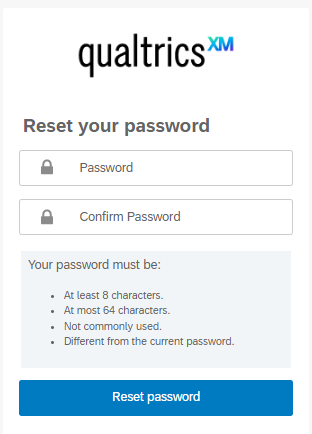 qualtrics XM
Reset your password
Password
Confirm Password
Your password must be:
At least 8 characters.
At most 64 characters.
Not commonly used.
Different from the current password.
Reset password